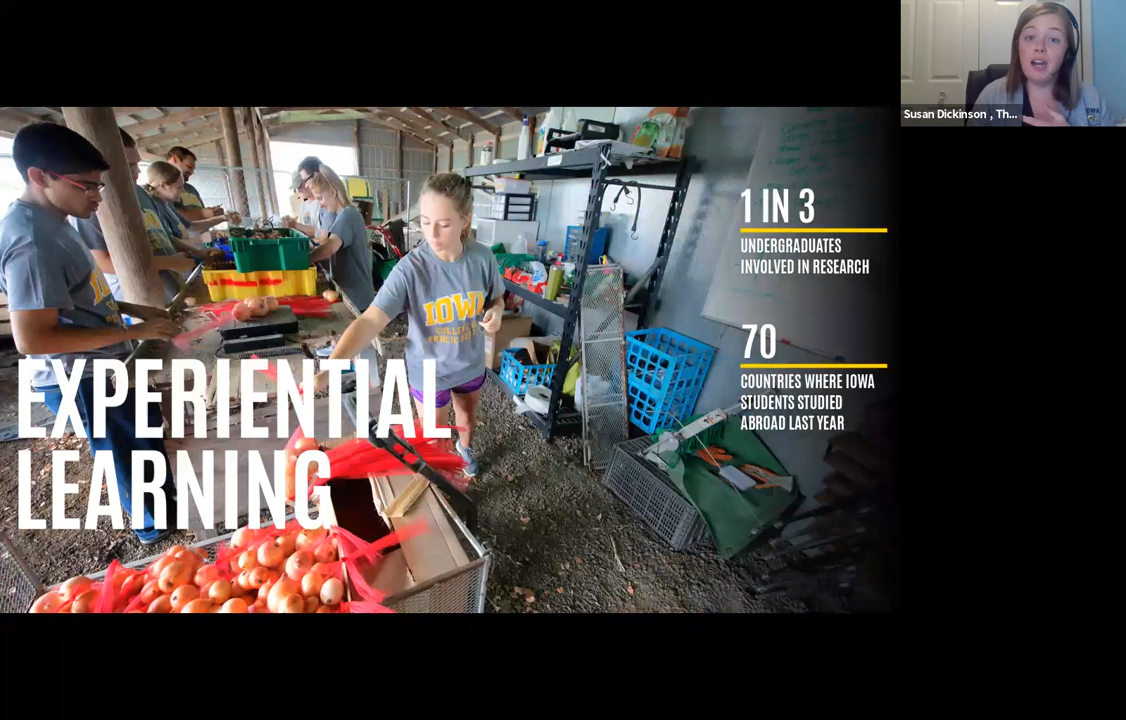 Susan Dickinson , Th...
1 IN 3
UNDERGRADUATES
INVOLVED IN RESEARCH
70
COUNTRIES WHERE IOWA
STUDENTS STUDIED
ABROAD LAST YEAR
IOWA
EXPERIENTIAL
LEARNING